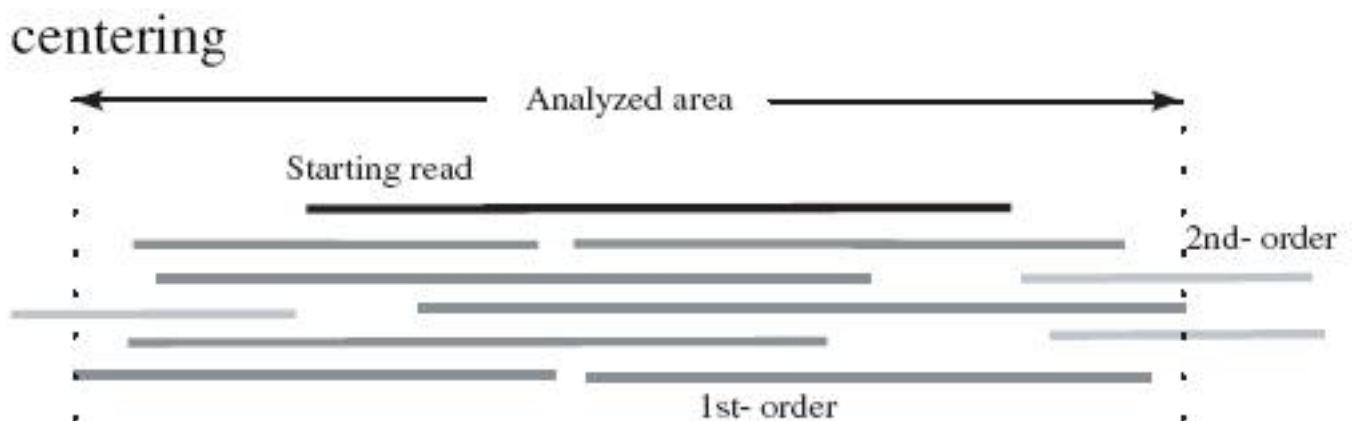 centering
Analyzed area
Starting read
2nd- order
1st- order